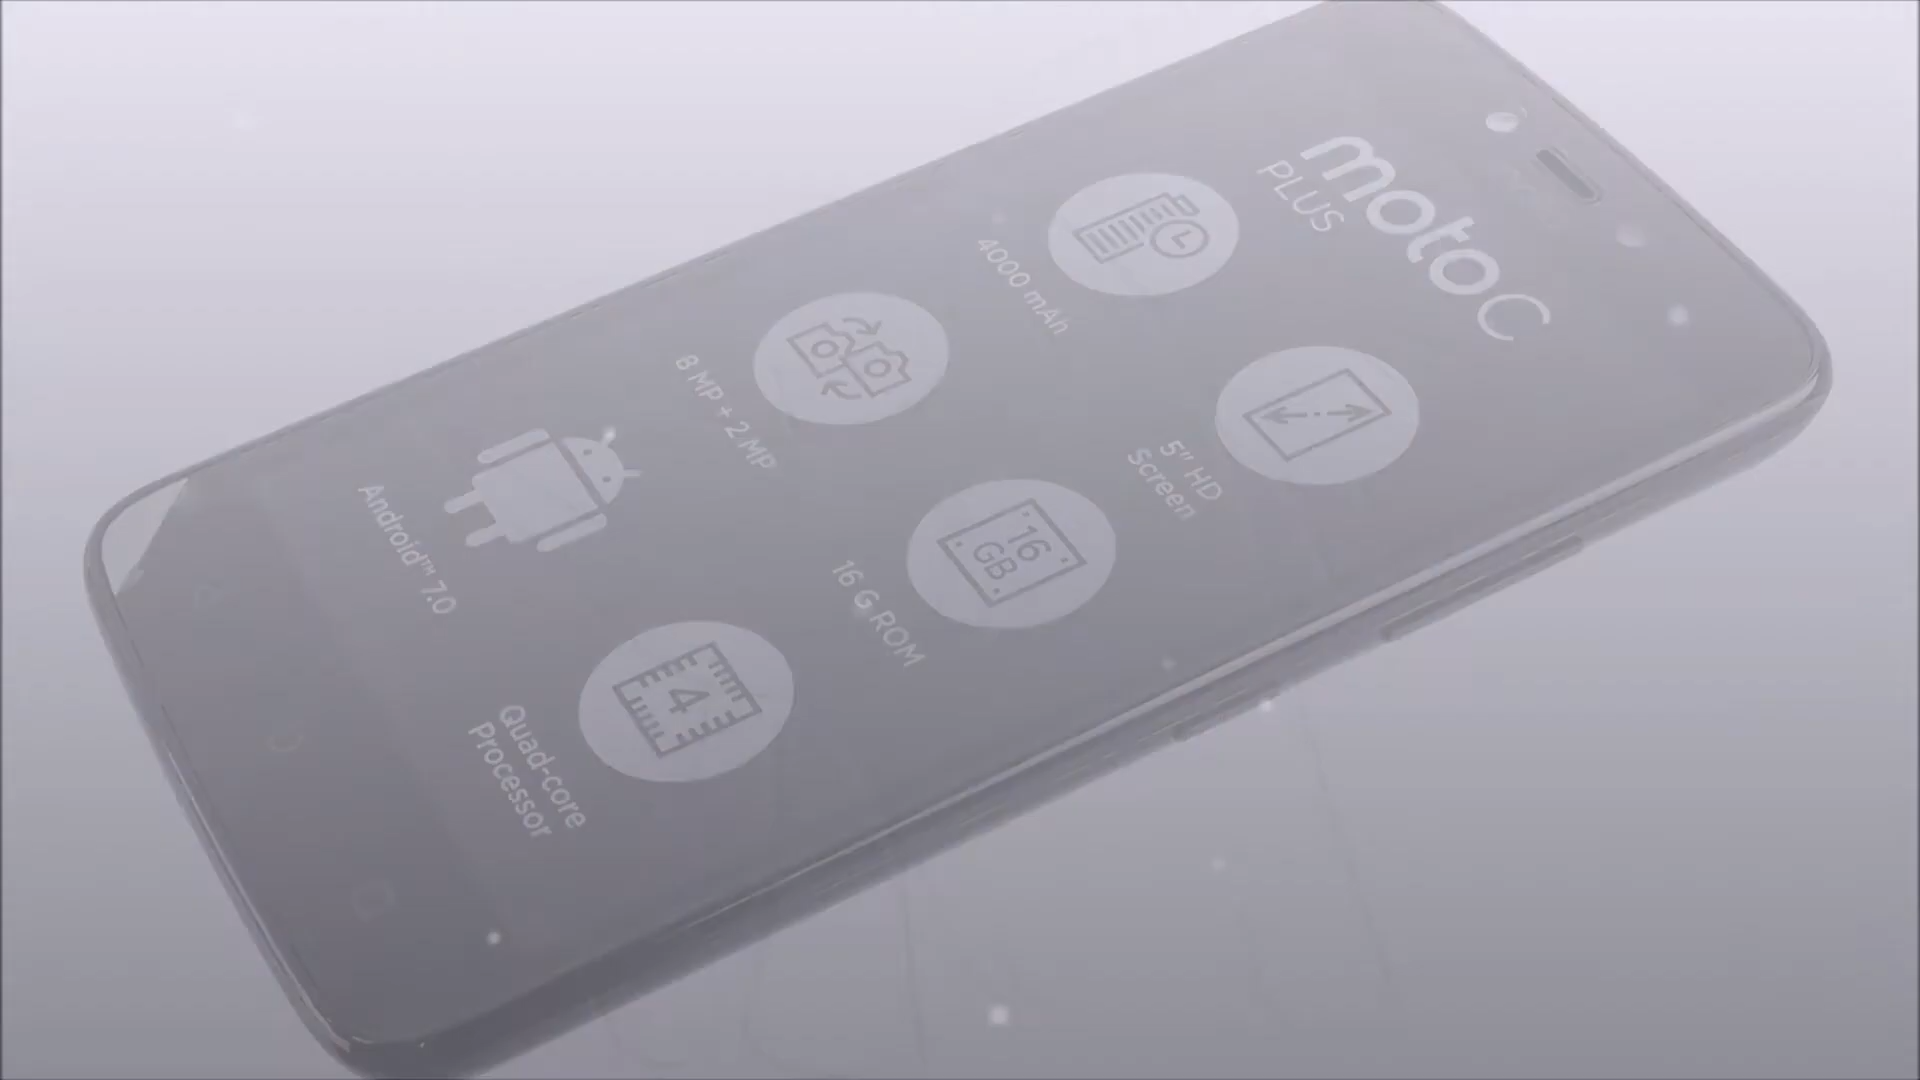 moto C
PLUS
4000 mAh
5" HD
Screen
8 MP + 2 MP
16
GB
16 G ROM
Android™ 7.0
4
Quad-core
Processor